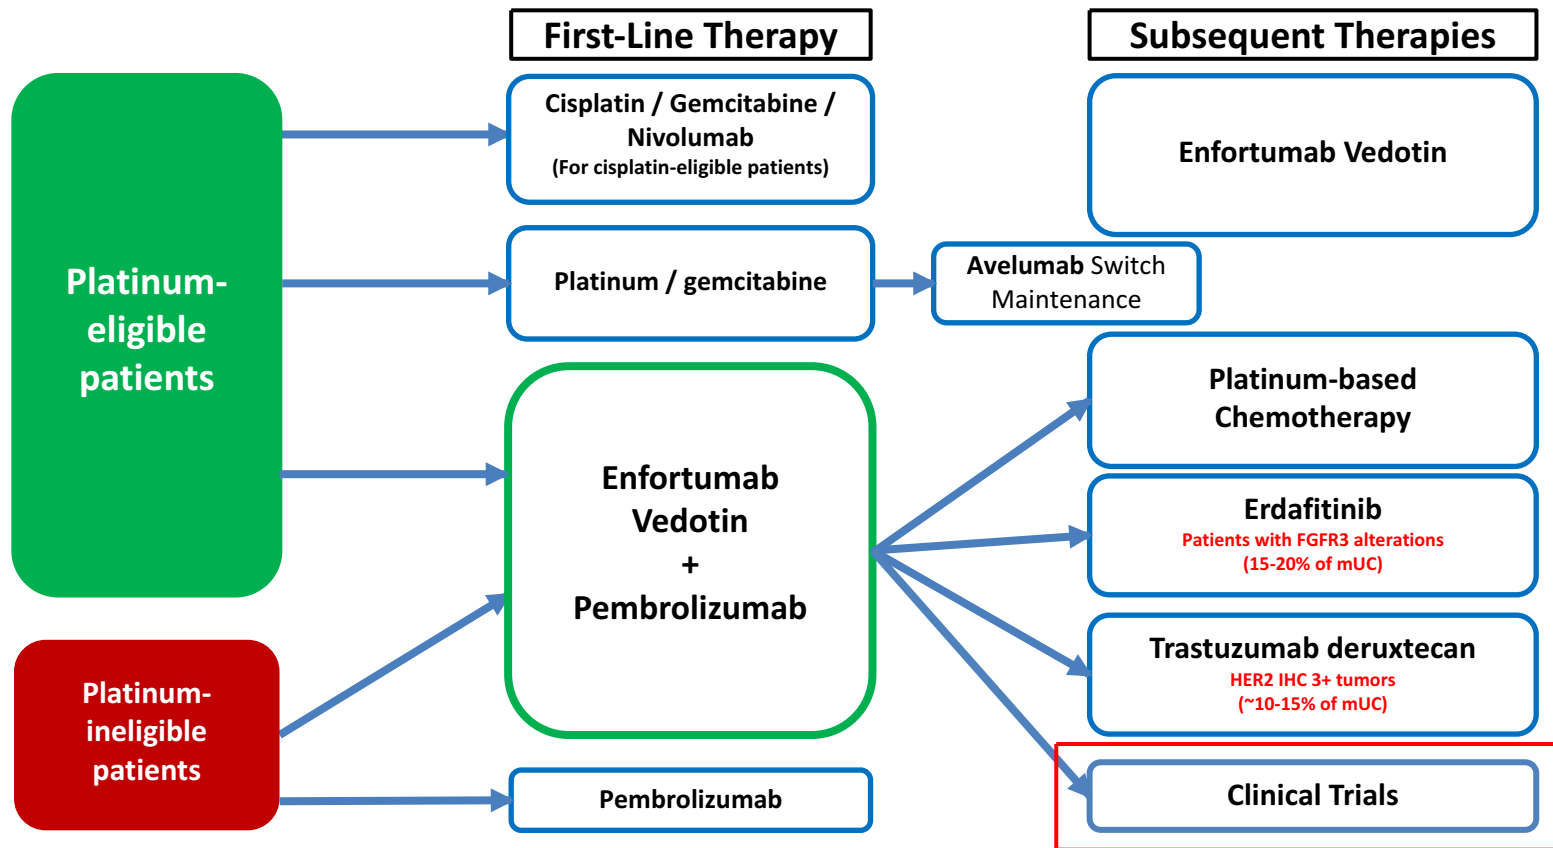 First-Line Therapy
Subsequent Therapies
Platinum-
eligible
patients
Cisplatin / Gemcitabine /
Nivolumab
(For cisplatin-eligible patients)
Enfortumab Vedotin
Platinum / gemcitabine
Avelumab Switch
Maintenance
Enfortumab
Vedotin
+
Pembrolizumab
Platinum-based
Chemotherapy
Erdafitinib
Patients with FGFR3 alterations
(15-20% of mUC)
Trastuzumab deruxtecan
HER2 IHC 3+ tumors
(~10-15% of mUC)
Platinum-
ineligible
patients
Pembrolizumab
Clinical Trials